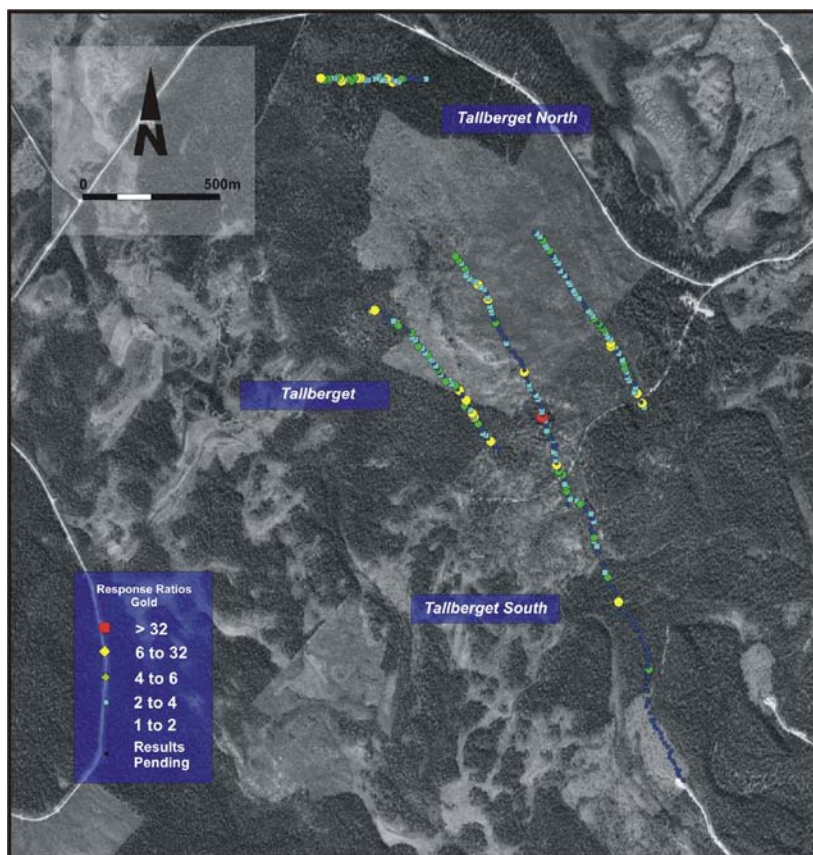 N
0 500m
Tallberget North
Tallberget
Tallberget South
Response Ratios
Gold
> 32
6 to 32
4 to 6
2 to 4
1 to 2
Results
Pending